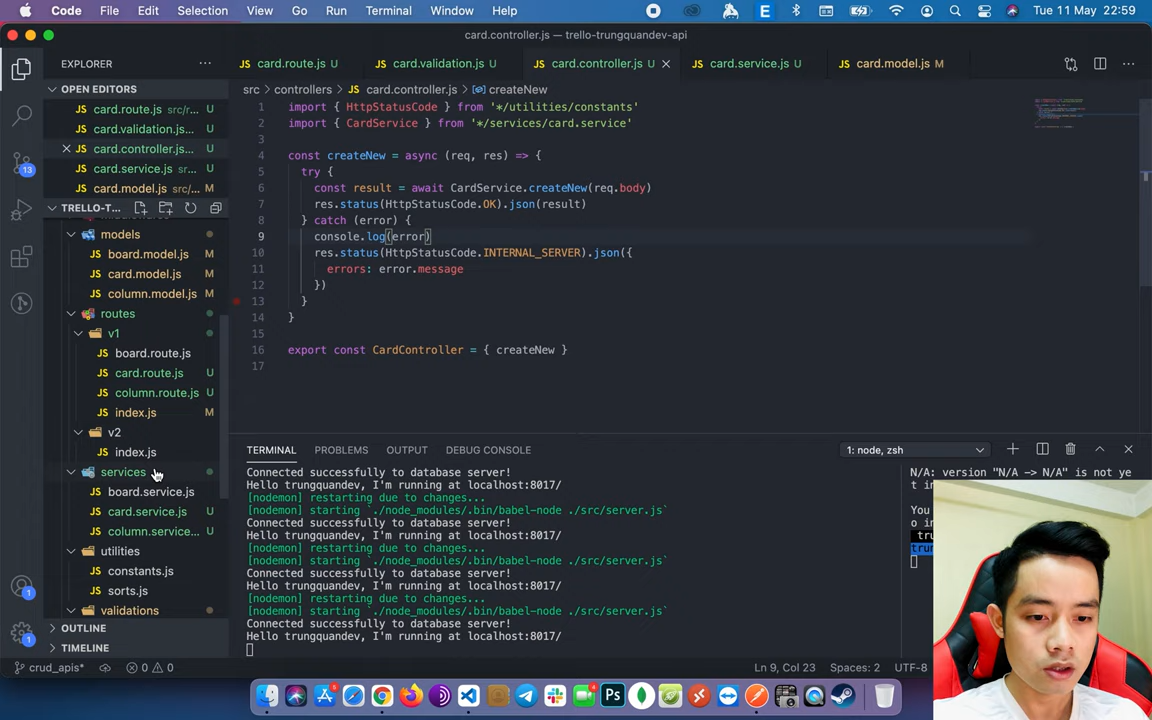 Code File Edit Selection View Go Run Terminal Window Help E Tue 11 May 22:59
card.controller.js — trello-trungquandev-api
EXPLORER ...
card.route.js U card.validation.js U card.controller.js U × card.service.js U card.model.js M
OPEN EDITORS
src > controllers > JS card.controller.js > createNew
JS card.route.js src/r... U
JS card.validation.js... U
× JS card.controller.js... U
JS card.service.js sr... U
JS card.model.js src/... M
TRELLO-T...
models
JS board.model.js M
JS card.model.js M
JS column.model.js M
routes
v1
JS board.route.js
JS card.route.js U
JS column.route.js U
JS index.js M
v2
JS index.js
services
JS board.service.js
JS card.service.js U
JS column.service... U
utilities
JS constants.js
JS sorts.js
validations
OUTLINE
TIMELINE
1 import { HttpStatusCode } from '*/utilities/constants'
2 import { CardService } from '*/services/card.service'
3
4 const createNew = async (req, res) => {
5 try {
6 const result = await CardService.createNew(req.body)
7 res.status(HttpStatusCode.OK).json(result)
8 } catch (error) {
9 console.log(error)
10 res.status(HttpStatusCode.INTERNAL_SERVER).json({
11 errors: error.message
12 })
13 }
14 }
15
16 export const CardController = { createNew }
17
TERMINAL PROBLEMS OUTPUT DEBUG CONSOLE 1: node, zsh
Connected successfully to database server!
Hello trungquandev, I'm running at localhost:8017/
[nodemon] restarting due to changes...
[nodemon] starting `./node_modules/.bin/babel-node ./src/server.js`
Connected successfully to database server!
Hello trungquandev, I'm running at localhost:8017/
[nodemon] restarting due to changes...
[nodemon] starting `./node_modules/.bin/babel-node ./src/server.js`
Connected successfully to database server!
Hello trungquandev, I'm running at localhost:8017/
[nodemon] restarting due to changes...
[nodemon] starting `./node_modules/.bin/babel-node ./src/server.js`
Connected successfully to database server!
Hello trungquandev, I'm running at localhost:8017/
N/A: version "N/A -> N/A" is not ye
t in
You
o in
crud_apis* 0 0 Ln 9, Col 23 Spaces: 2 UTF-8